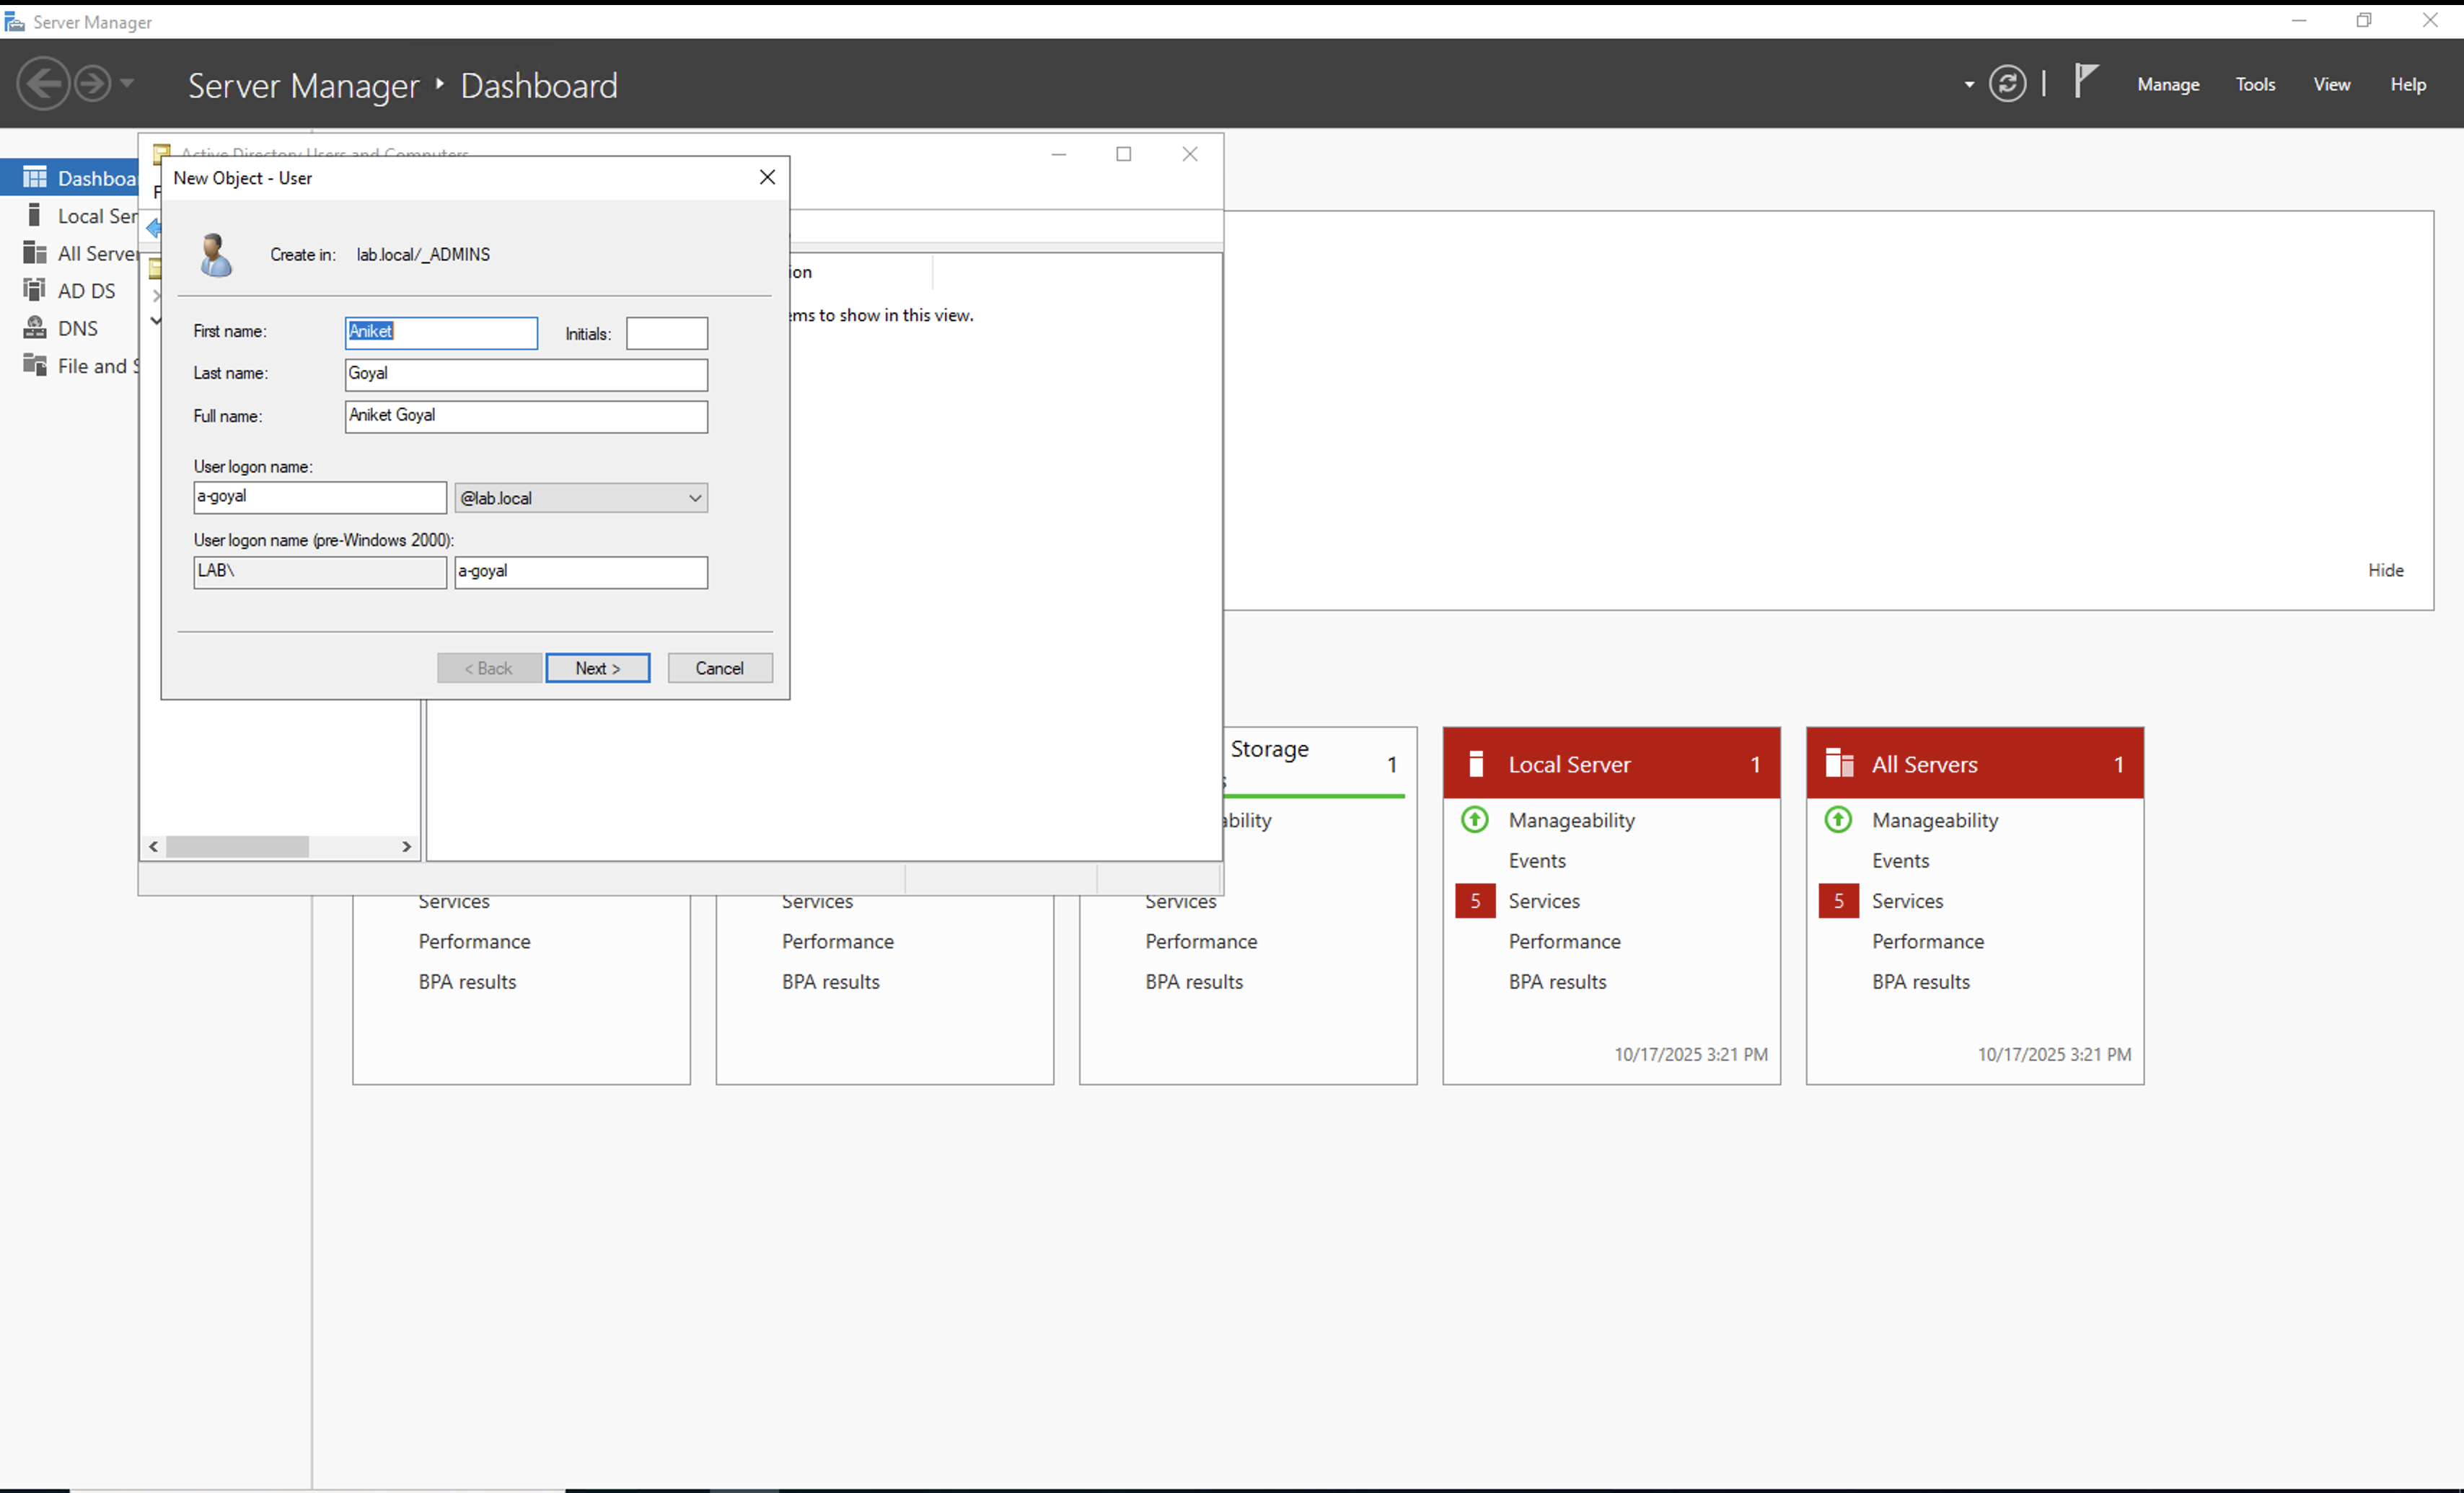 Server Manager
Server Manager ‣ Dashboard
Manage Tools View Help
Active Directory Users and Computers
New Object - User
Local Ser
AD DS
DNS
File and S
Create in: lab.local/_ADMINS
First name: Aniket Initials:
Last name: Goyal
Full name: Aniket Goyal
User logon name:
a-goyal @lab.local
User logon name (pre-Windows 2000):
LAB\ a-goyal
< Back Next > Cancel
ion
ems to show in this view.
Hide
Storage 1
ability
Services
Performance
BPA results
Services
Performance
BPA results
Services
Performance
BPA results
Local Server 1
Manageability
Events
5 Services
Performance
BPA results
10/17/2025 3:21 PM
All Servers 1
Manageability
Events
5 Services
Performance
BPA results
10/17/2025 3:21 PM